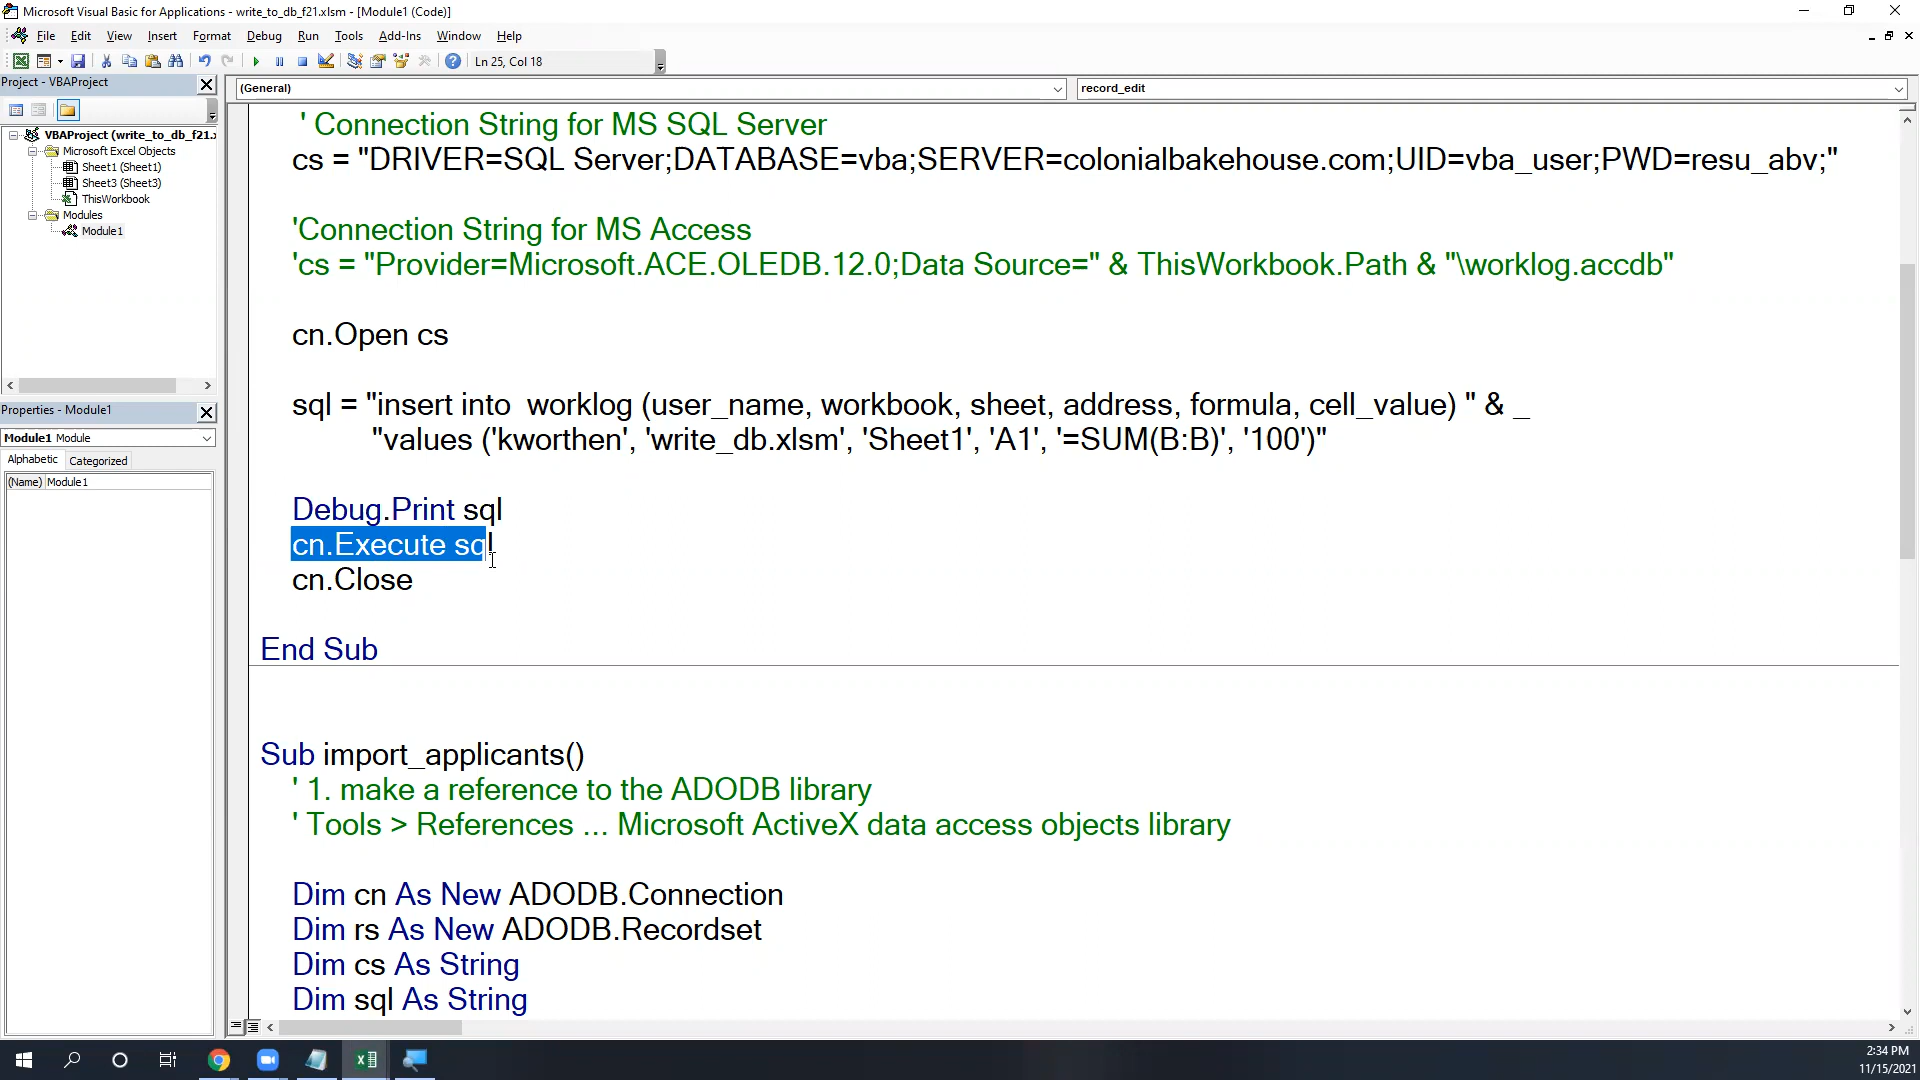 Microsoft Visual Basic for Applications - write_to_db_f21.xlsm - [Module1 (Code)]
File Edit View Insert Format Debug Run Tools Add-Ins Window Help
Ln 25, Col 18
Project - VBAProject
(General)
record_edit
VBAProject (write_to_db_f21.
Microsoft Excel Objects
Sheet1 (Sheet1)
Sheet3 (Sheet3)
ThisWorkbook
Modules
Module1
Properties - Module1
Module1 Module
Alphabetic Categorized
(Name) Module1
' Connection String for MS SQL Server
cs = "DRIVER=SQL Server;DATABASE=vba;SERVER=colonialbakehouse.com;UID=vba_user;PWD=resu_abv;"
'Connection String for MS Access
'cs = "Provider=Microsoft.ACE.OLEDB.12.0;Data Source=" & ThisWorkbook.Path & "\worklog.accdb"
cn.Open cs
sql = "insert into  worklog (user_name, workbook, sheet, address, formula, cell_value) " & _
"values ('kworthen', 'write_db.xlsm', 'Sheet1', 'A1', '=SUM(B:B)', '100')"
Debug.Print sql
cn.Execute sql
cn.Close
End Sub
Sub import_applicants()
' 1. make a reference to the ADODB library
' Tools > References ... Microsoft ActiveX data access objects library
Dim cn As New ADODB.Connection
Dim rs As New ADODB.Recordset
Dim cs As String
Dim sql As String
2:34 PM
11/15/2021